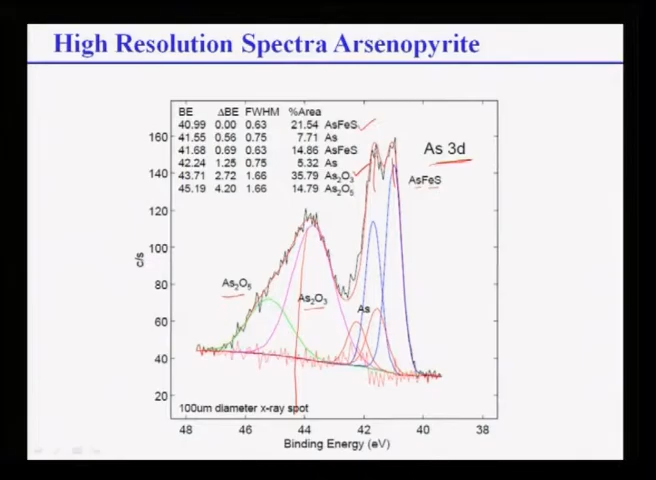 High Resolution Spectra Arsenopyrite
BE ΔBE FWHM %Area
40.99 0.00 0.63 21.54 AsFeS
41.55 0.56 0.75 7.71 As
41.68 0.69 0.63 14.86 AsFeS
42.24 1.25 0.75 5.32 As
43.71 2.72 1.66 35.79 As₂O₃
45.19 4.20 1.66 14.79 As₂O₅
As 3d
AsFeS
As₂O₅
As₂O₃
As
c/s
160
140
120
100
80
60
40
20
100um diameter x-ray spot
48 46 44 42 40 38
Binding Energy (eV)